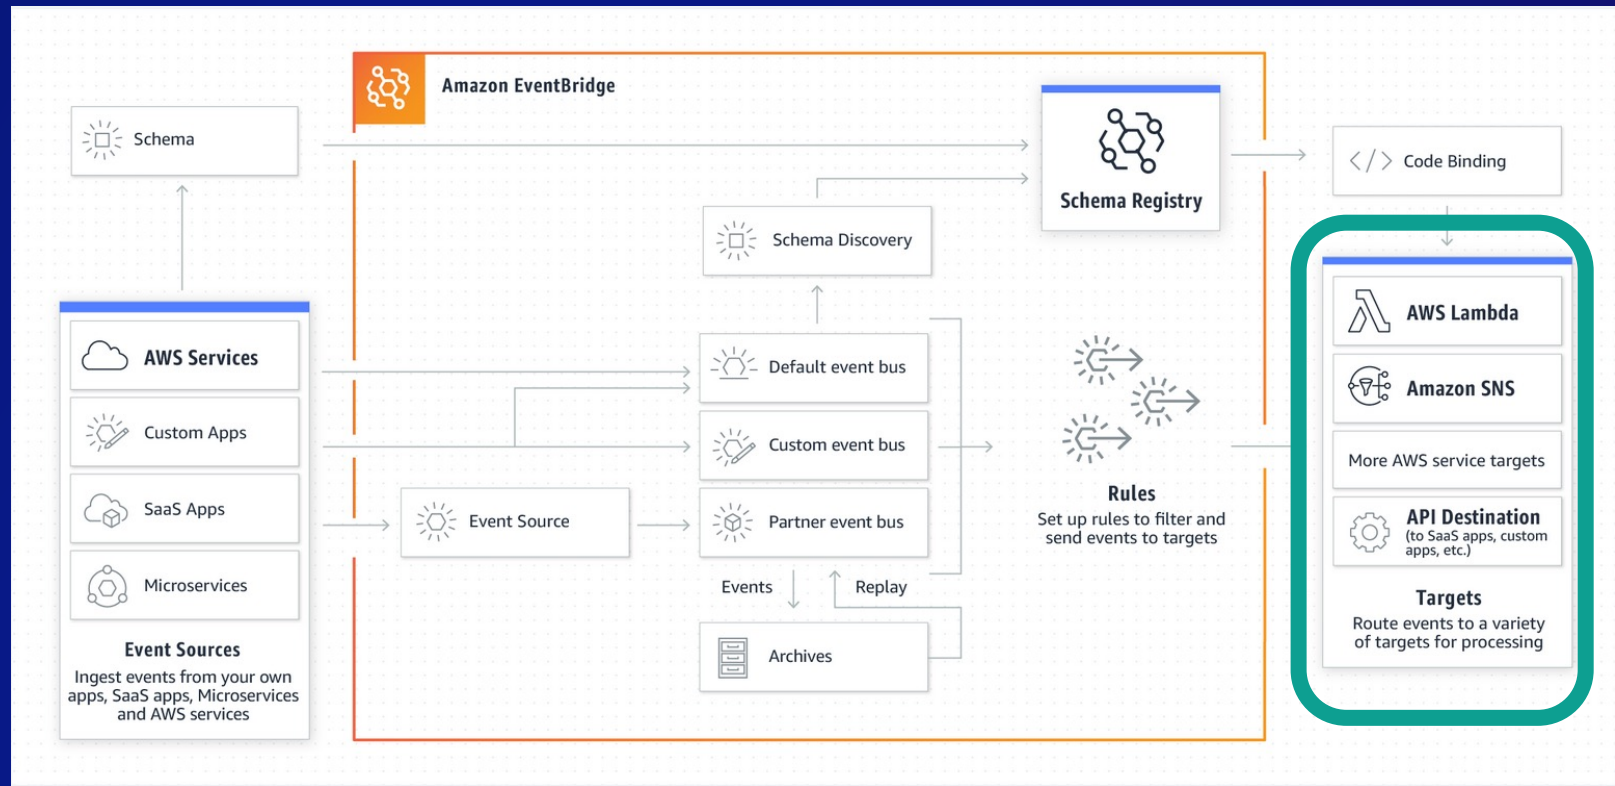 Amazon EventBridge
Schema
Schema Registry
</> Code Binding
Schema Discovery
AWS Services
Custom Apps
SaaS Apps
Microservices
Event Sources
Ingest events from your own
apps, SaaS apps, Microservices
and AWS services
Event Source
Default event bus
Custom event bus
Partner event bus
Events
Replay
Archives
Rules
Set up rules to filter and
send events to targets
AWS Lambda
Amazon SNS
More AWS service targets
API Destination
(to SaaS apps, custom
apps, etc.)
Targets
Route events to a variety
of targets for processing